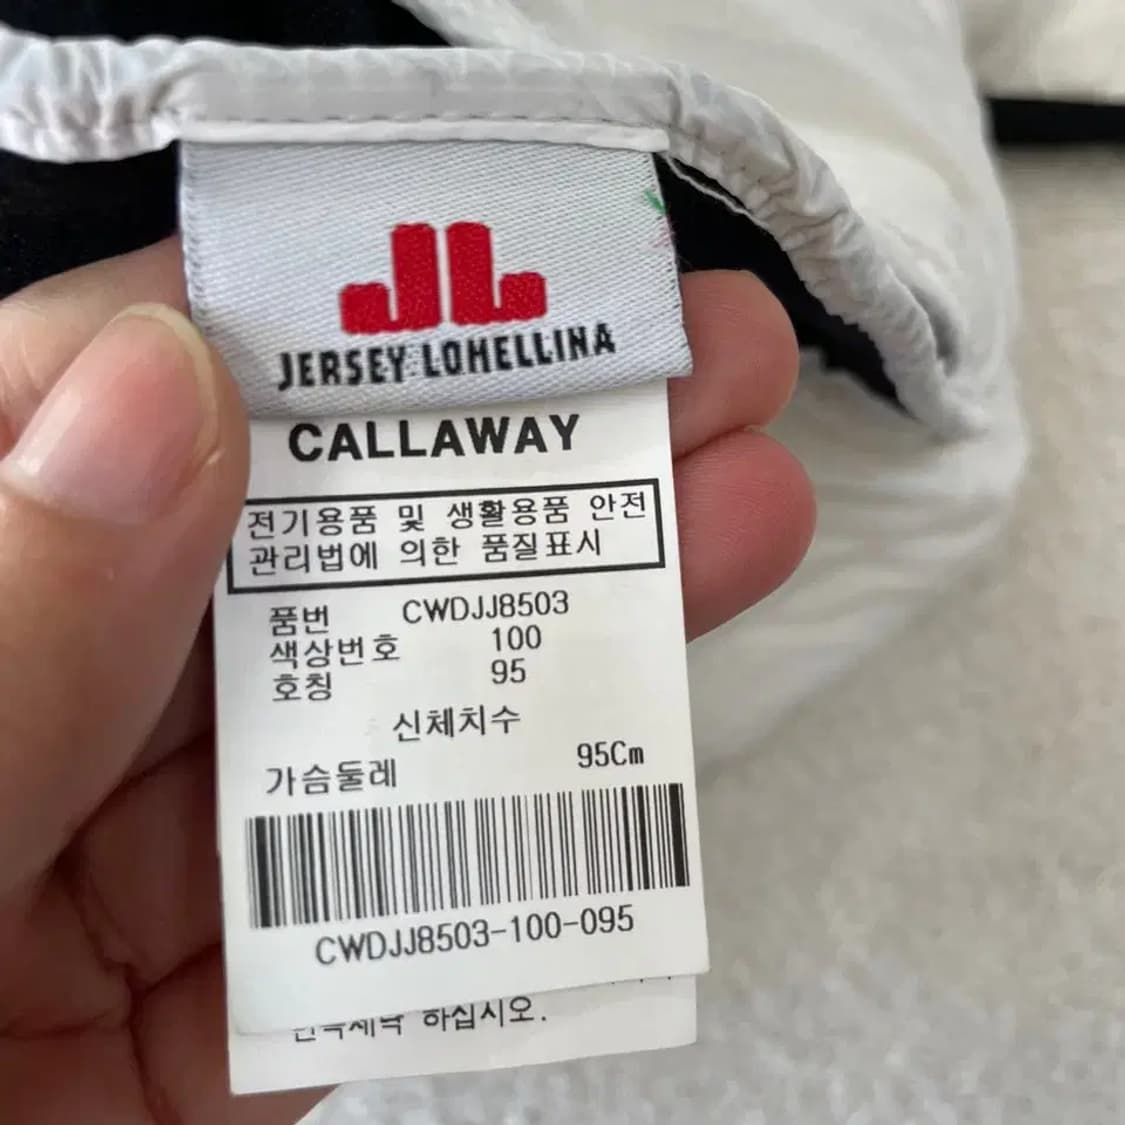 JL
JERSEY LOMELLINA
CALLAWAY
전기용품 및 생활용품 안전
관리법에 의한 품질표시
품번 CWDJJ8503
색상번호 100
호칭 95
신체치수
가슴둘레 95Cm
CWDJJ8503-100-095
하십시오.